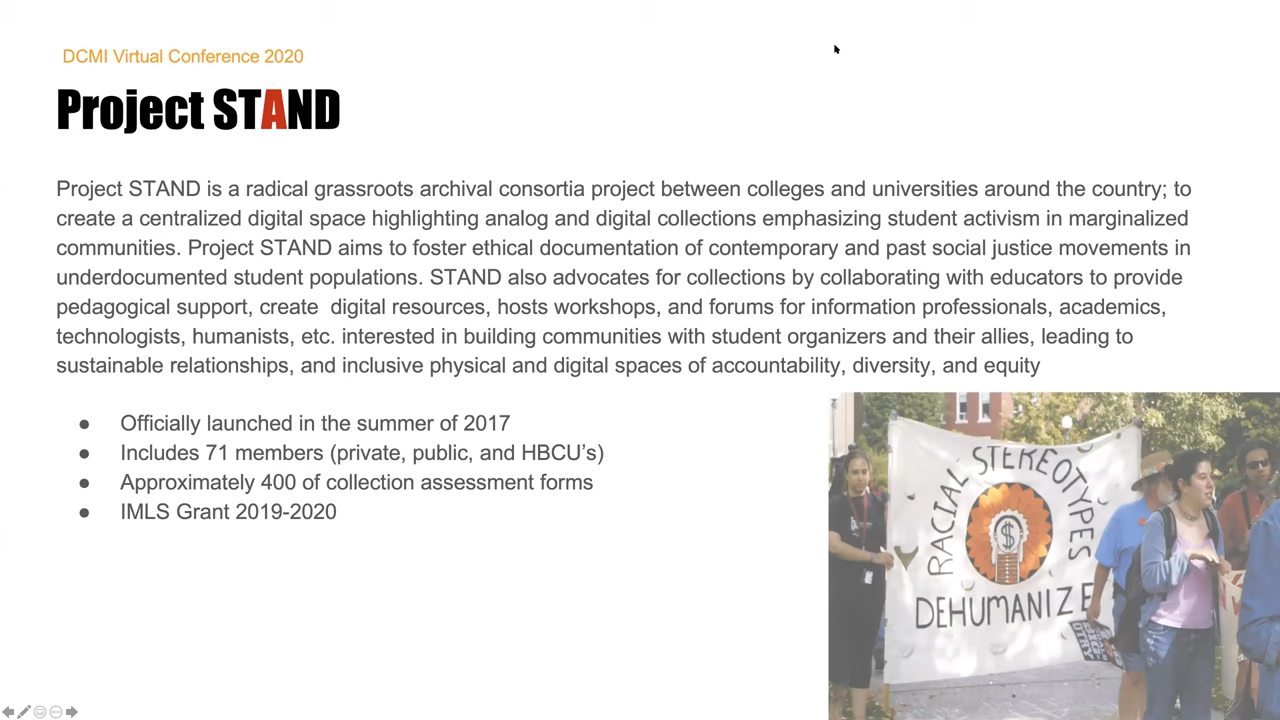 DCMI Virtual Conference 2020
Project STAND
Project STAND is a radical grassroots archival consortia project between colleges and universities around the country; to
create a centralized digital space highlighting analog and digital collections emphasizing student activism in marginalized
communities. Project STAND aims to foster ethical documentation of contemporary and past social justice movements in
underdocumented student populations. STAND also advocates for collections by collaborating with educators to provide
pedagogical support, create  digital resources, hosts workshops, and forums for information professionals, academics,
technologists, humanists, etc. interested in building communities with student organizers and their allies, leading to
sustainable relationships, and inclusive physical and digital spaces of accountability, diversity, and equity
● Officially launched in the summer of 2017
● Includes 71 members (private, public, and HBCU’s)
● Approximately 400 of collection assessment forms
● IMLS Grant 2019-2020
RACIAL STEREOTYPES
$
DEHUMANIZE